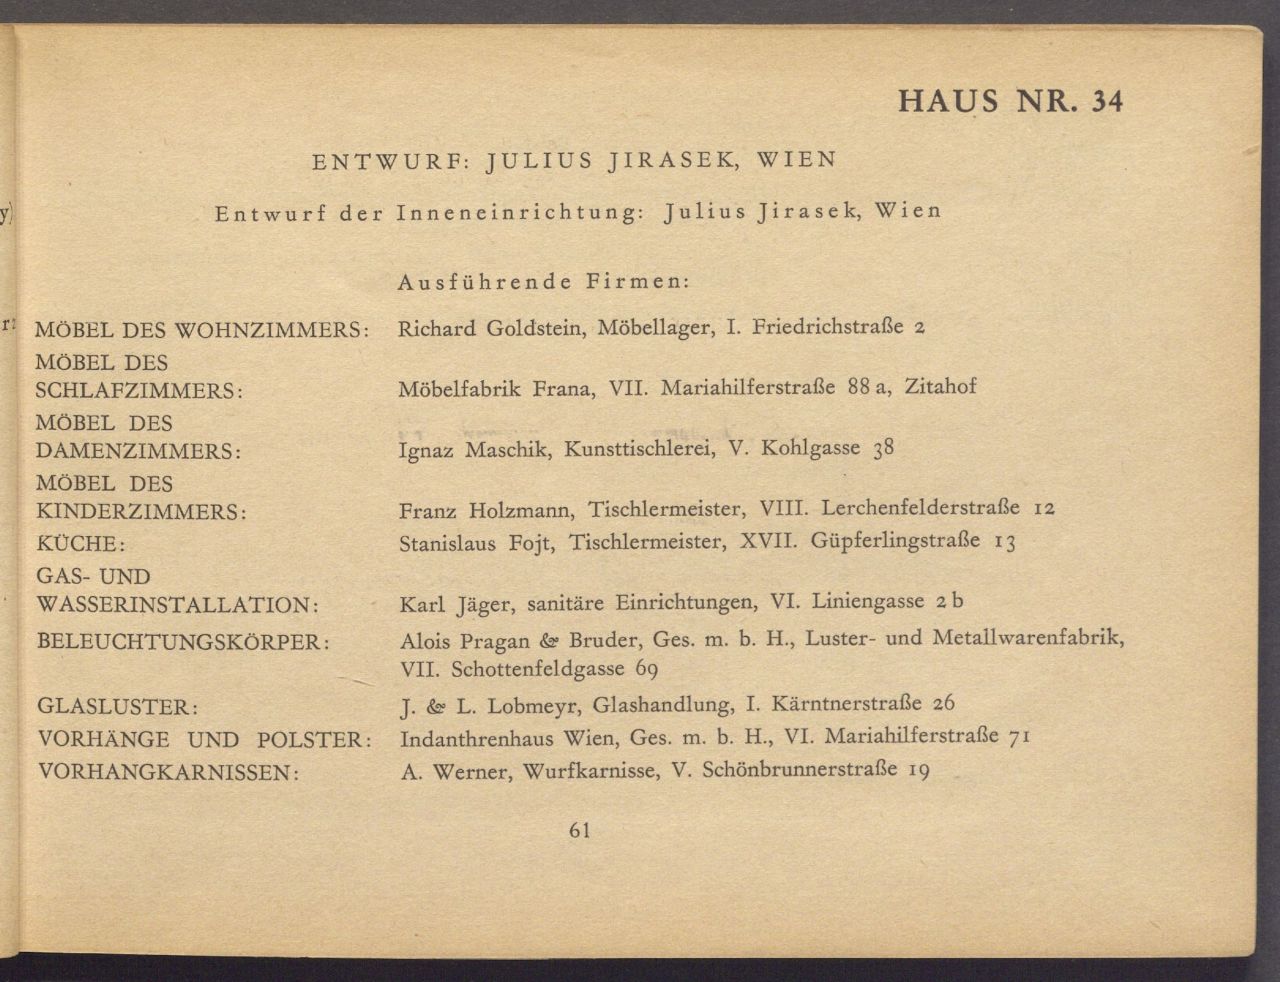 HAUS NR. 34
ENTWURF: JULIUS JIRASEK, WIEN
Entwurf der Inneneinrichtung: Julius Jirasek, Wien
Ausführende Firmen:
MÖBEL DES WOHNZIMMERS: Richard Goldstein, Möbellager, I. Friedrichstraße 2
MÖBEL DES
SCHLAFZIMMERS: Möbelfabrik Frana, VII. Mariahilferstraße 88 a, Zitahof
MÖBEL DES
DAMENZIMMERS: Ignaz Maschik, Kunsttischlerei, V. Kohlgasse 38
MÖBEL DES
KINDERZIMMERS: Franz Holzmann, Tischlermeister, VIII. Lerchenfelderstraße 12
KÜCHE: Stanislaus Fojt, Tischlermeister, XVII. Güpferlingstraße 13
GAS- UND
WASSERINSTALLATION: Karl Jäger, sanitäre Einrichtungen, VI. Liniengasse 2 b
BELEUCHTUNGSKÖRPER: Alois Pragan & Bruder, Ges. m. b. H., Luster- und Metallwarenfabrik,
VII. Schottenfeldgasse 69
GLASLUSTER: J. & L. Lobmeyr, Glashandlung, I. Kärntnerstraße 26
VORHÄNGE UND POLSTER: Indanthrenhaus Wien, Ges. m. b. H., VI. Mariahilferstraße 71
VORHANGKARNISSEN: A. Werner, Wurfkarnisse, V. Schönbrunnerstraße 19
61